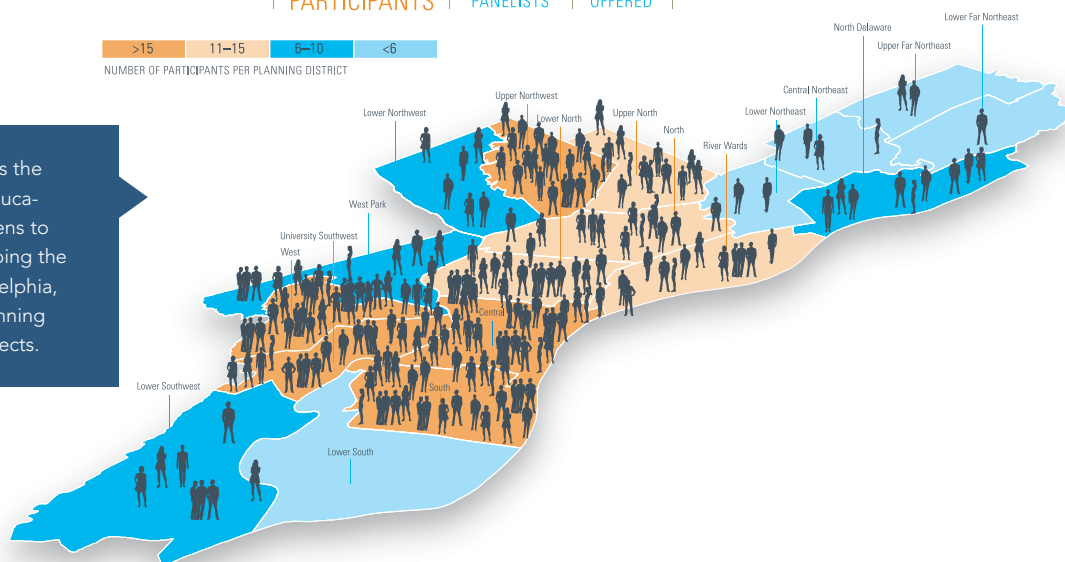 PARTICIPANTS
PANELISTS
OFFERED
>15
11–15
6–10
<6
NUMBER OF PARTICIPANTS PER PLANNING DISTRICT
Lower Far Northeast
North Delaware
Upper Far Northeast
Central Northeast
Upper Northwest
Lower Northwest
Lower North
Upper North
Lower Northeast
North
River Wards
West Park
University Southwest
West
Central
South
Lower Southwest
Lower South
s the
uca-
ens to
ing the
elphia,
nning
ects.